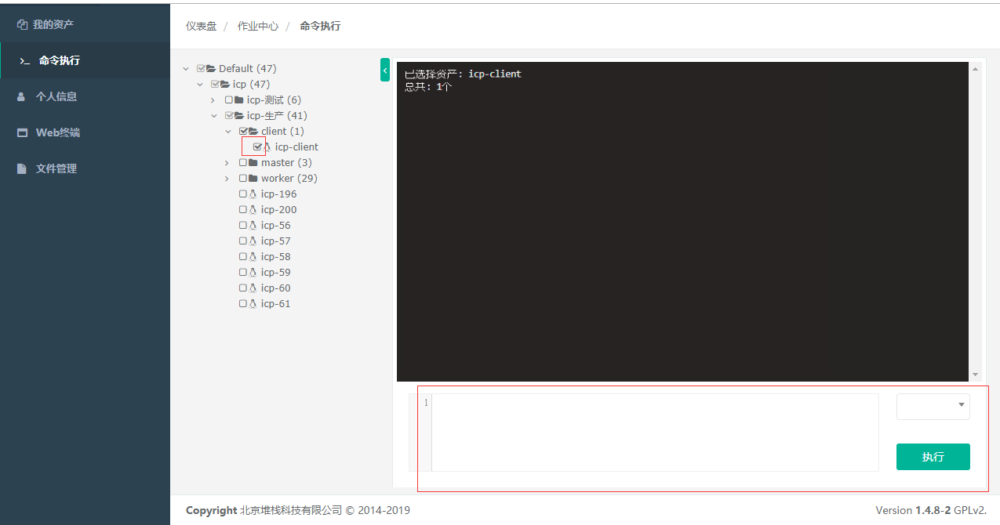 我的资产
命令执行
个人信息
Web终端
文件管理
仪表盘 / 作业中心 / 命令执行
Default (47)
icp (47)
icp-测试 (6)
icp-生产 (41)
client (1)
icp-client
master (3)
worker (29)
icp-196
icp-200
icp-56
icp-57
icp-58
icp-59
icp-60
icp-61
已选择资产: icp-client
总共: 1个
1
执行
Copyright 北京堆栈科技有限公司 © 2014-2019
Version 1.4.8-2 GPLv2.